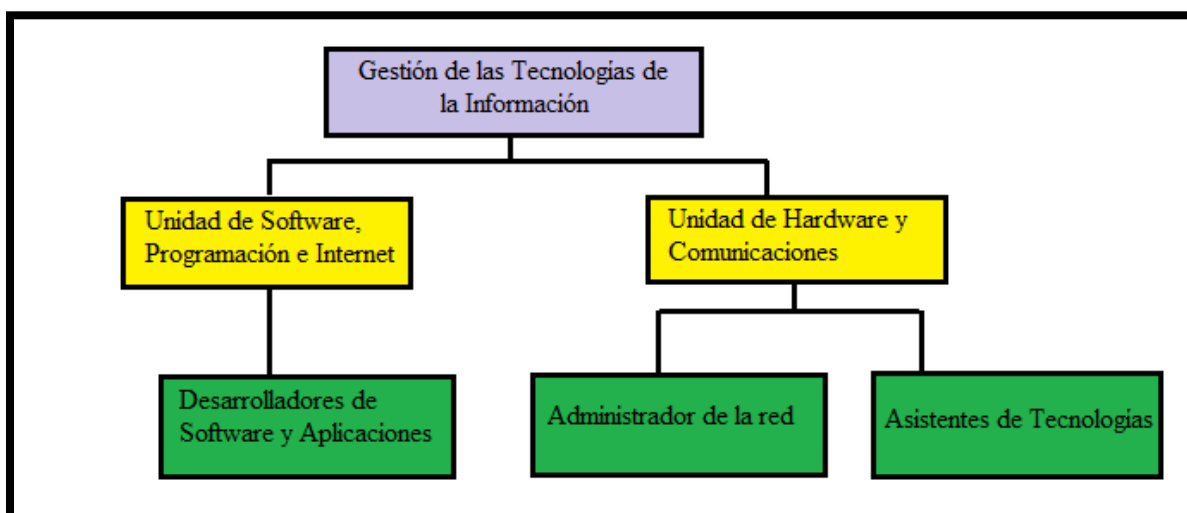 Gestión de las Tecnologías de
la Información
Unidad de Software,
Programación e Internet
Unidad de Hardware y
Comunicaciones
Desarrolladores de
Software y Aplicaciones
Administrador de la red
Asistentes de Tecnologías